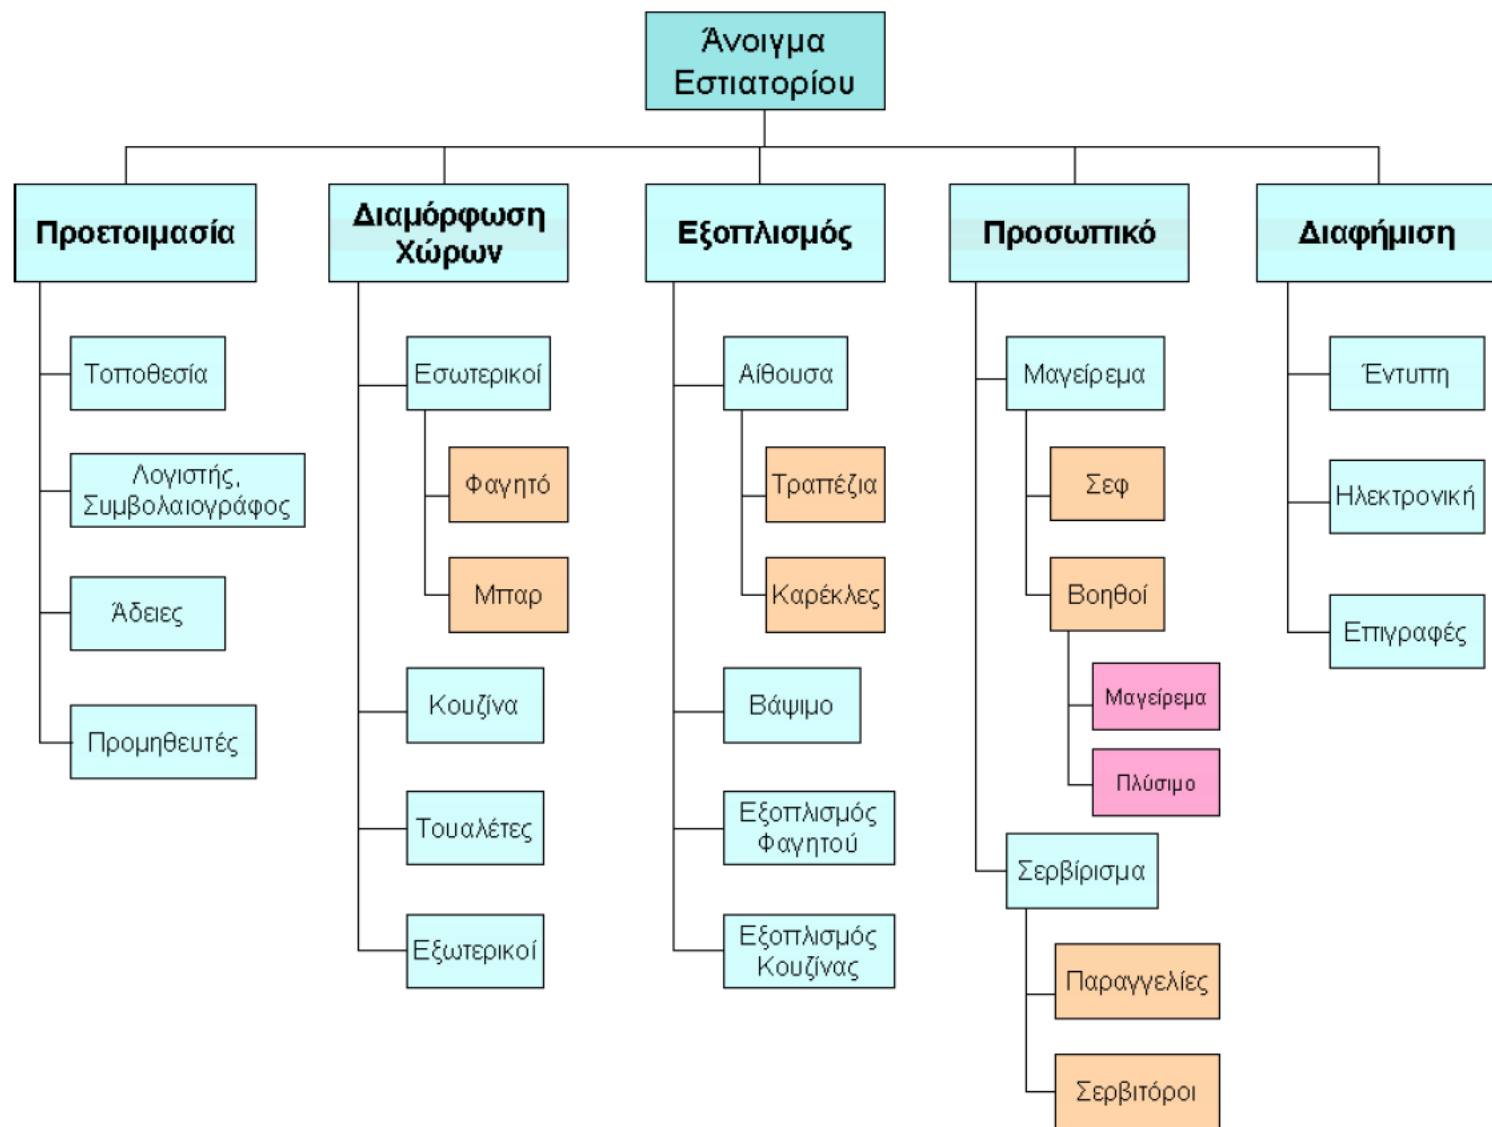 Άνοιγμα
Εστιατορίου
Προετοιμασία
Διαμόρφωση
Χώρων
Εξοπλισμός
Προσωπικό
Διαφήμιση
Τοποθεσία
Λογιστής,
Συμβολαιογράφος
Άδειες
Προμηθευτές
Εσωτερικοί
Φαγητό
Μπαρ
Κουζίνα
Τουαλέτες
Εξωτερικοί
Αίθουσα
Τραπέζια
Καρέκλες
Βάψιμο
Εξοπλισμός
Φαγητού
Εξοπλισμός
Κουζίνας
Μαγείρεμα
Σεφ
Βοηθοί
Μαγείρεμα
Πλύσιμο
Σερβίρισμα
Παραγγελίες
Σερβιτόροι
Έντυπη
Ηλεκτρονική
Επιγραφές